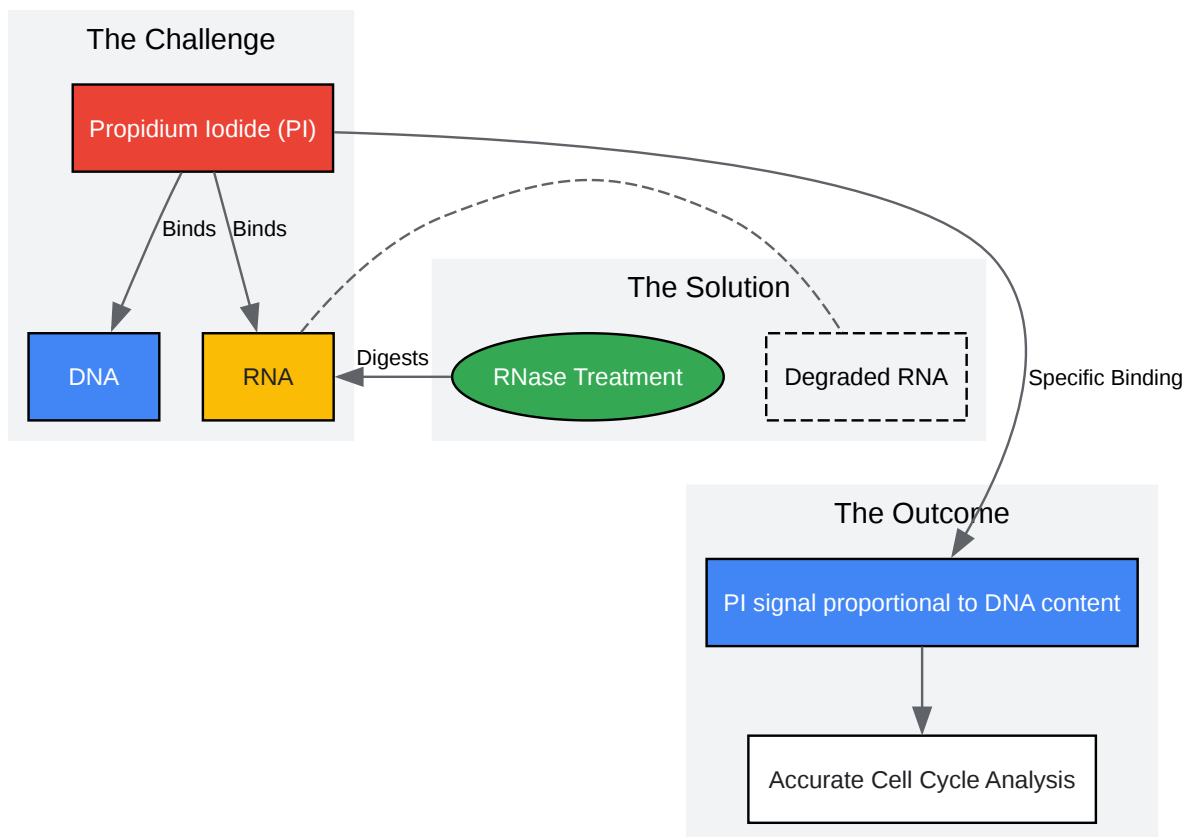 The Challenge
Propidium Iodide (PI)
Binds
Binds
DNA
RNA
The Solution
Digests
RNase Treatment
Degraded RNA
Specific Binding
The Outcome
PI signal proportional to DNA content
Accurate Cell Cycle Analysis